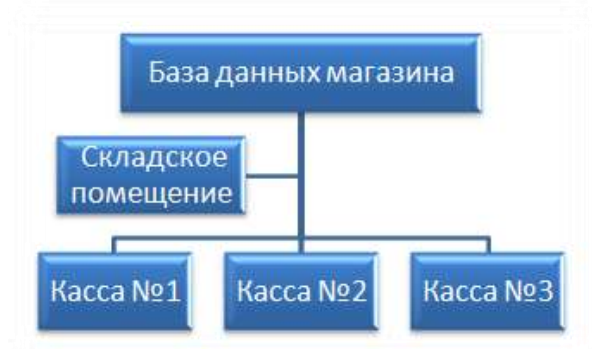 База данных магазина
Складское
помещение
Касса №1
Касса №2
Касса №3